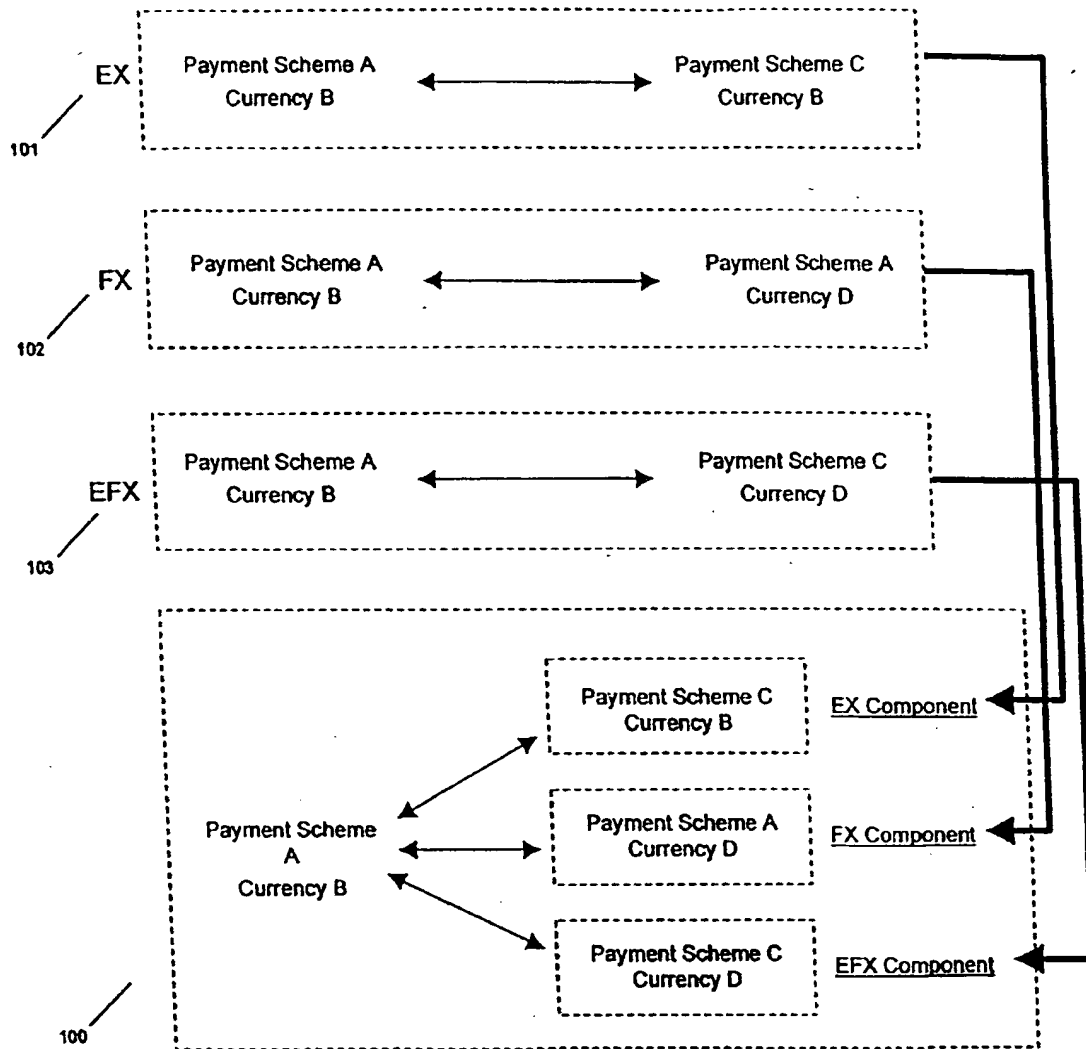 EX
Payment Scheme A
Currency B
Payment Scheme C
Currency B
101
FX
Payment Scheme A
Currency B
Payment Scheme A
Currency D
102
EFX
Payment Scheme A
Currency B
Payment Scheme C
Currency D
103
Payment Scheme
A
Currency B
Payment Scheme C
Currency B
EX Component
Payment Scheme A
Currency D
FX Component
Payment Scheme C
Currency D
EFX Component
100